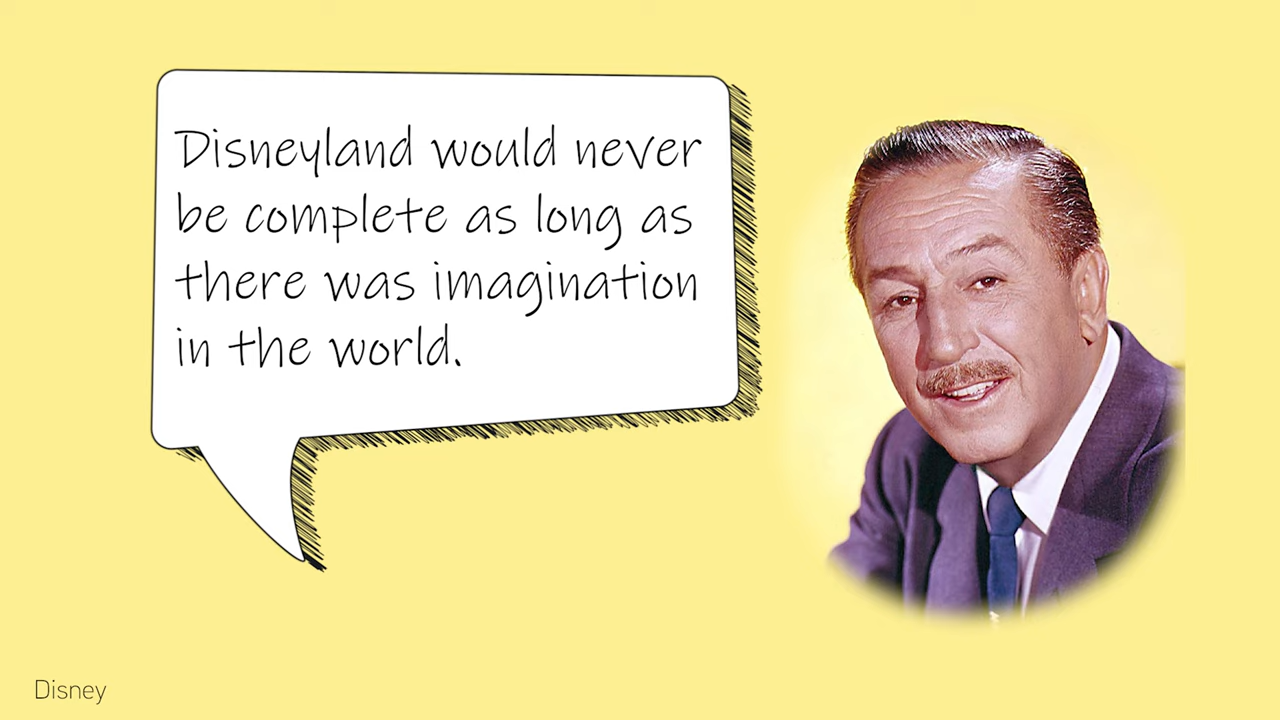 Disneyland would never
be complete as long as
there was imagination
in the world.
Disney